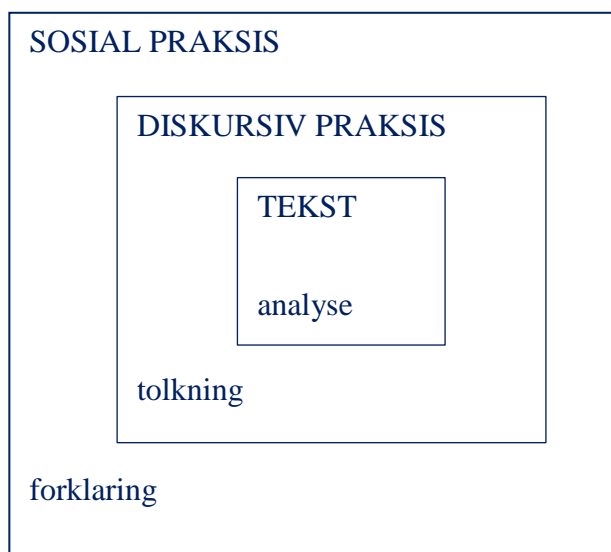 SOSIAL PRAKSIS
DISKURSIV PRAKSIS
TEKST
analyse
tolkning
forklaring